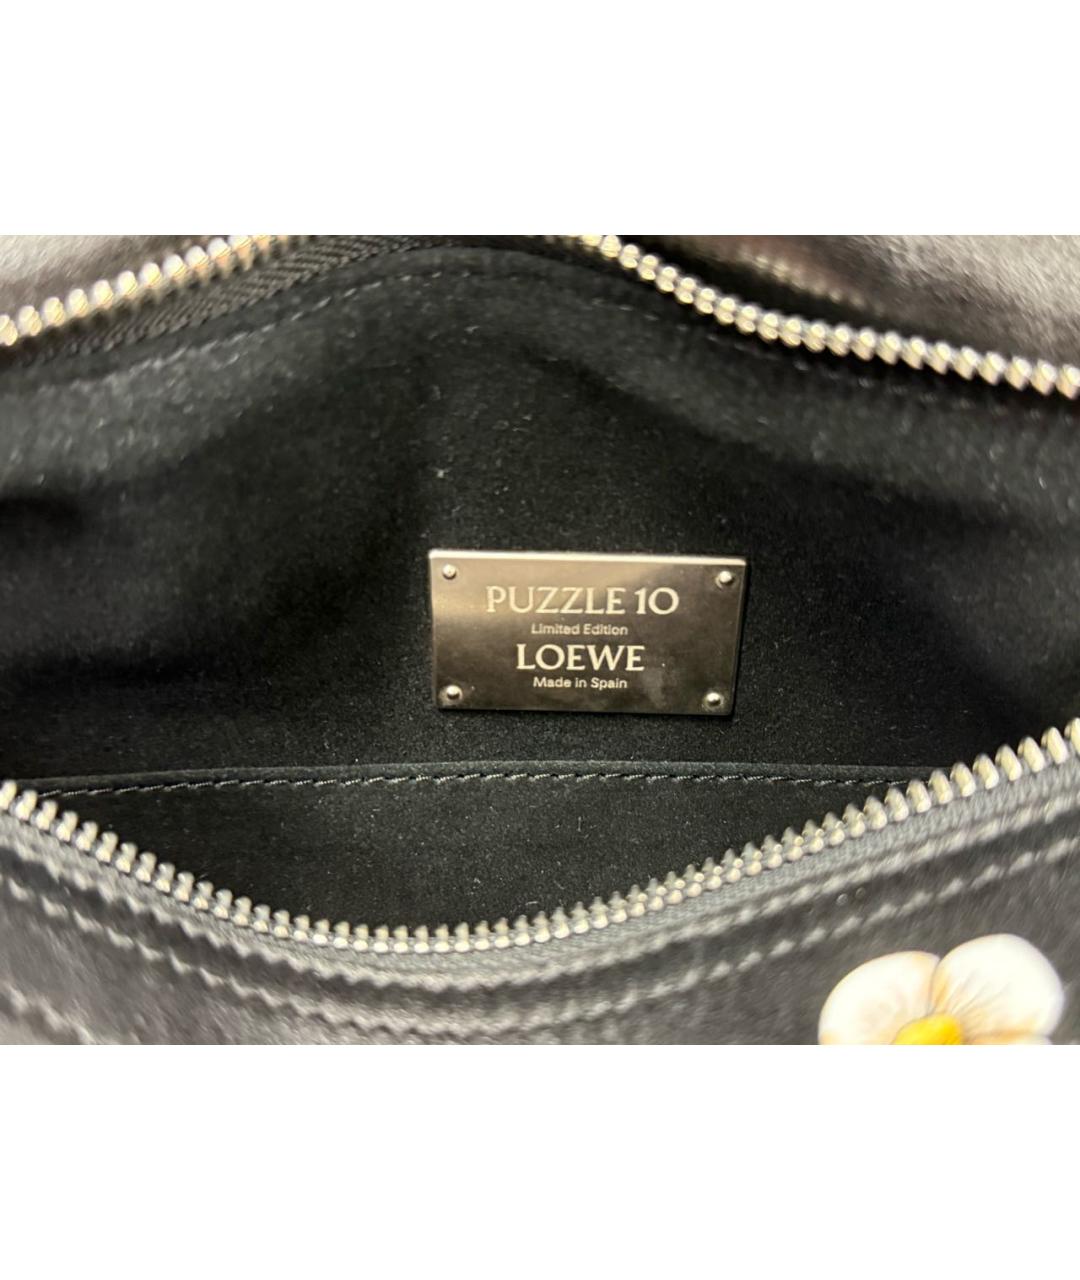 PUZZLE 10
Limited Edition
LOEWE
Made in Spain